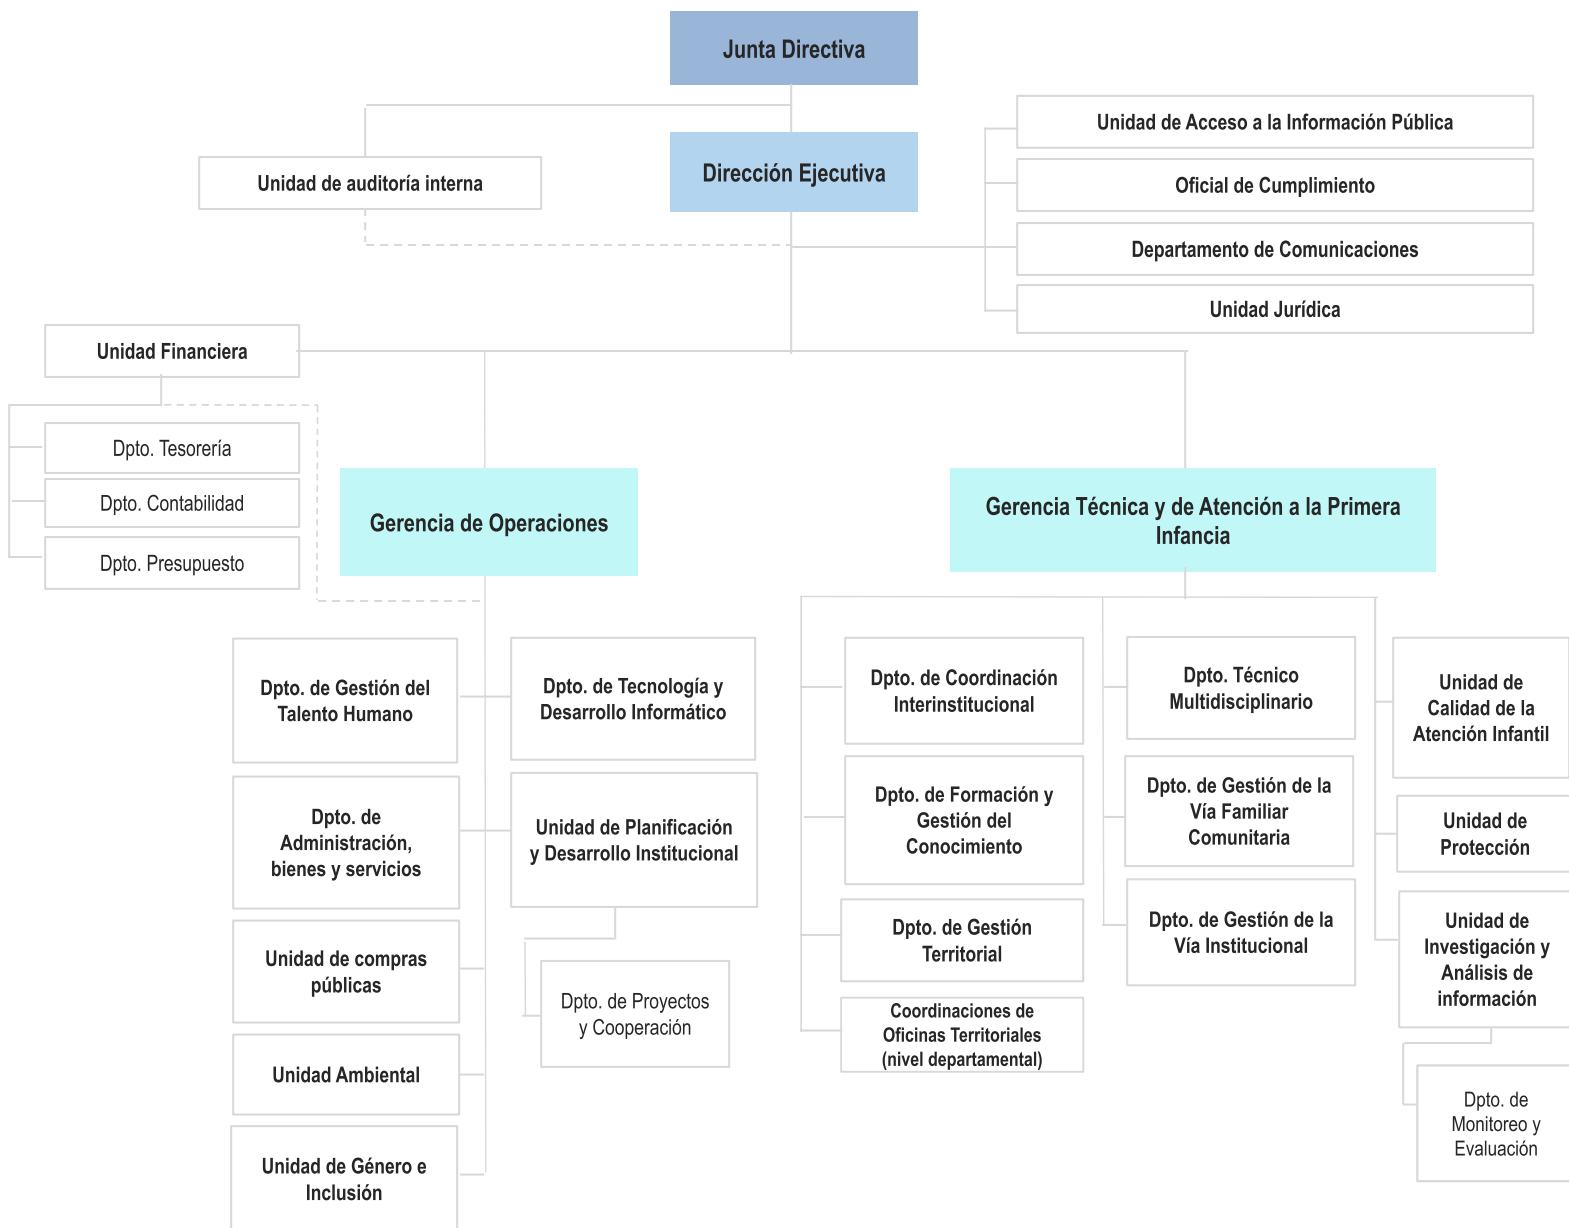 Junta Directiva
Dirección Ejecutiva
Unidad de auditoría interna
Unidad de Acceso a la Información Pública
Oficial de Cumplimiento
Departamento de Comunicaciones
Unidad Jurídica
Unidad Financiera
Dpto. Tesorería
Dpto. Contabilidad
Dpto. Presupuesto
Gerencia de Operaciones
Gerencia Técnica y de Atención a la Primera
Infancia
Dpto. de Gestión del
Talento Humano
Dpto. de Tecnología y
Desarrollo Informático
Dpto. de
Administración,
bienes y servicios
Unidad de Planificación
y Desarrollo Institucional
Unidad de compras
públicas
Dpto. de Proyectos
y Cooperación
Unidad Ambiental
Unidad de Género e
Inclusión
Dpto. de Coordinación
Interinstitucional
Dpto. de Formación y
Gestión del
Conocimiento
Dpto. de Gestión
Territorial
Coordinaciones de
Oficinas Territoriales
(nivel departamental)
Dpto. Técnico
Multidisciplinario
Dpto. de Gestión de la
Vía Familiar
Comunitaria
Dpto. de Gestión de la
Vía Institucional
Unidad de
Calidad de la
Atención Infantil
Unidad de
Protección
Unidad de
Investigación y
Análisis de
información
Dpto. de
Monitoreo y
Evaluación